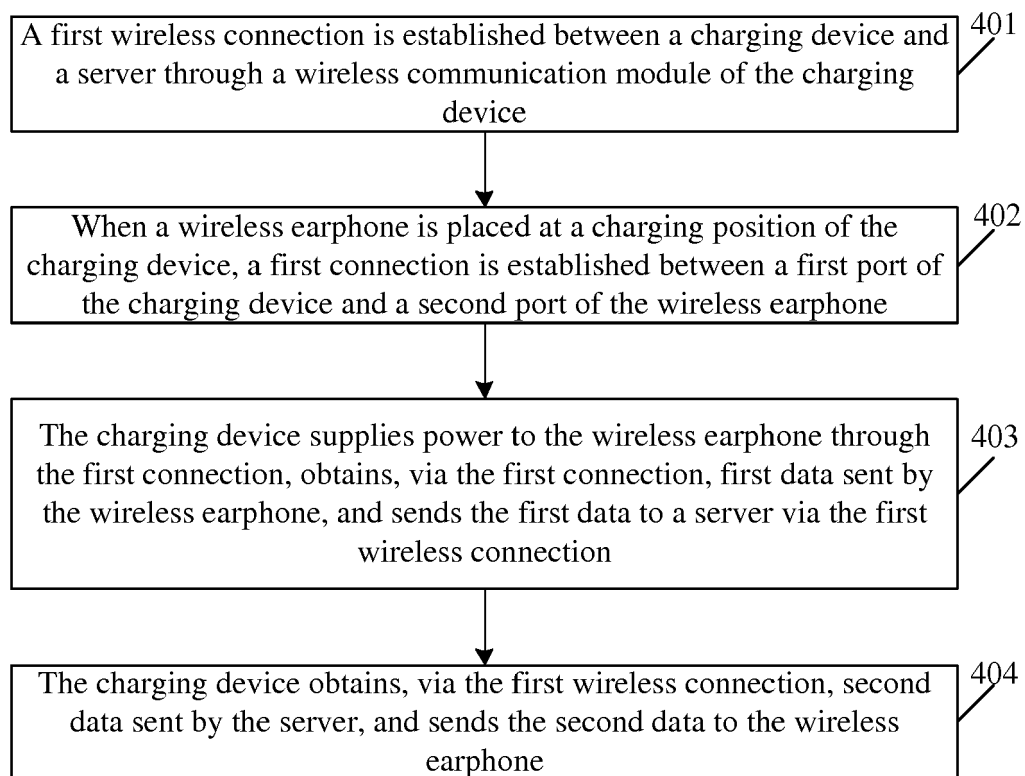 A first wireless connection is established between a charging device and
a server through a wireless communication module of the charging
device
401
When a wireless earphone is placed at a charging position of the
charging device, a first connection is established between a first port of
the charging device and a second port of the wireless earphone
402
The charging device supplies power to the wireless earphone through
the first connection, obtains, via the first connection, first data sent by
the wireless earphone, and sends the first data to a server via the first
wireless connection
403
The charging device obtains, via the first wireless connection, second
data sent by the server, and sends the second data to the wireless
earphone
404